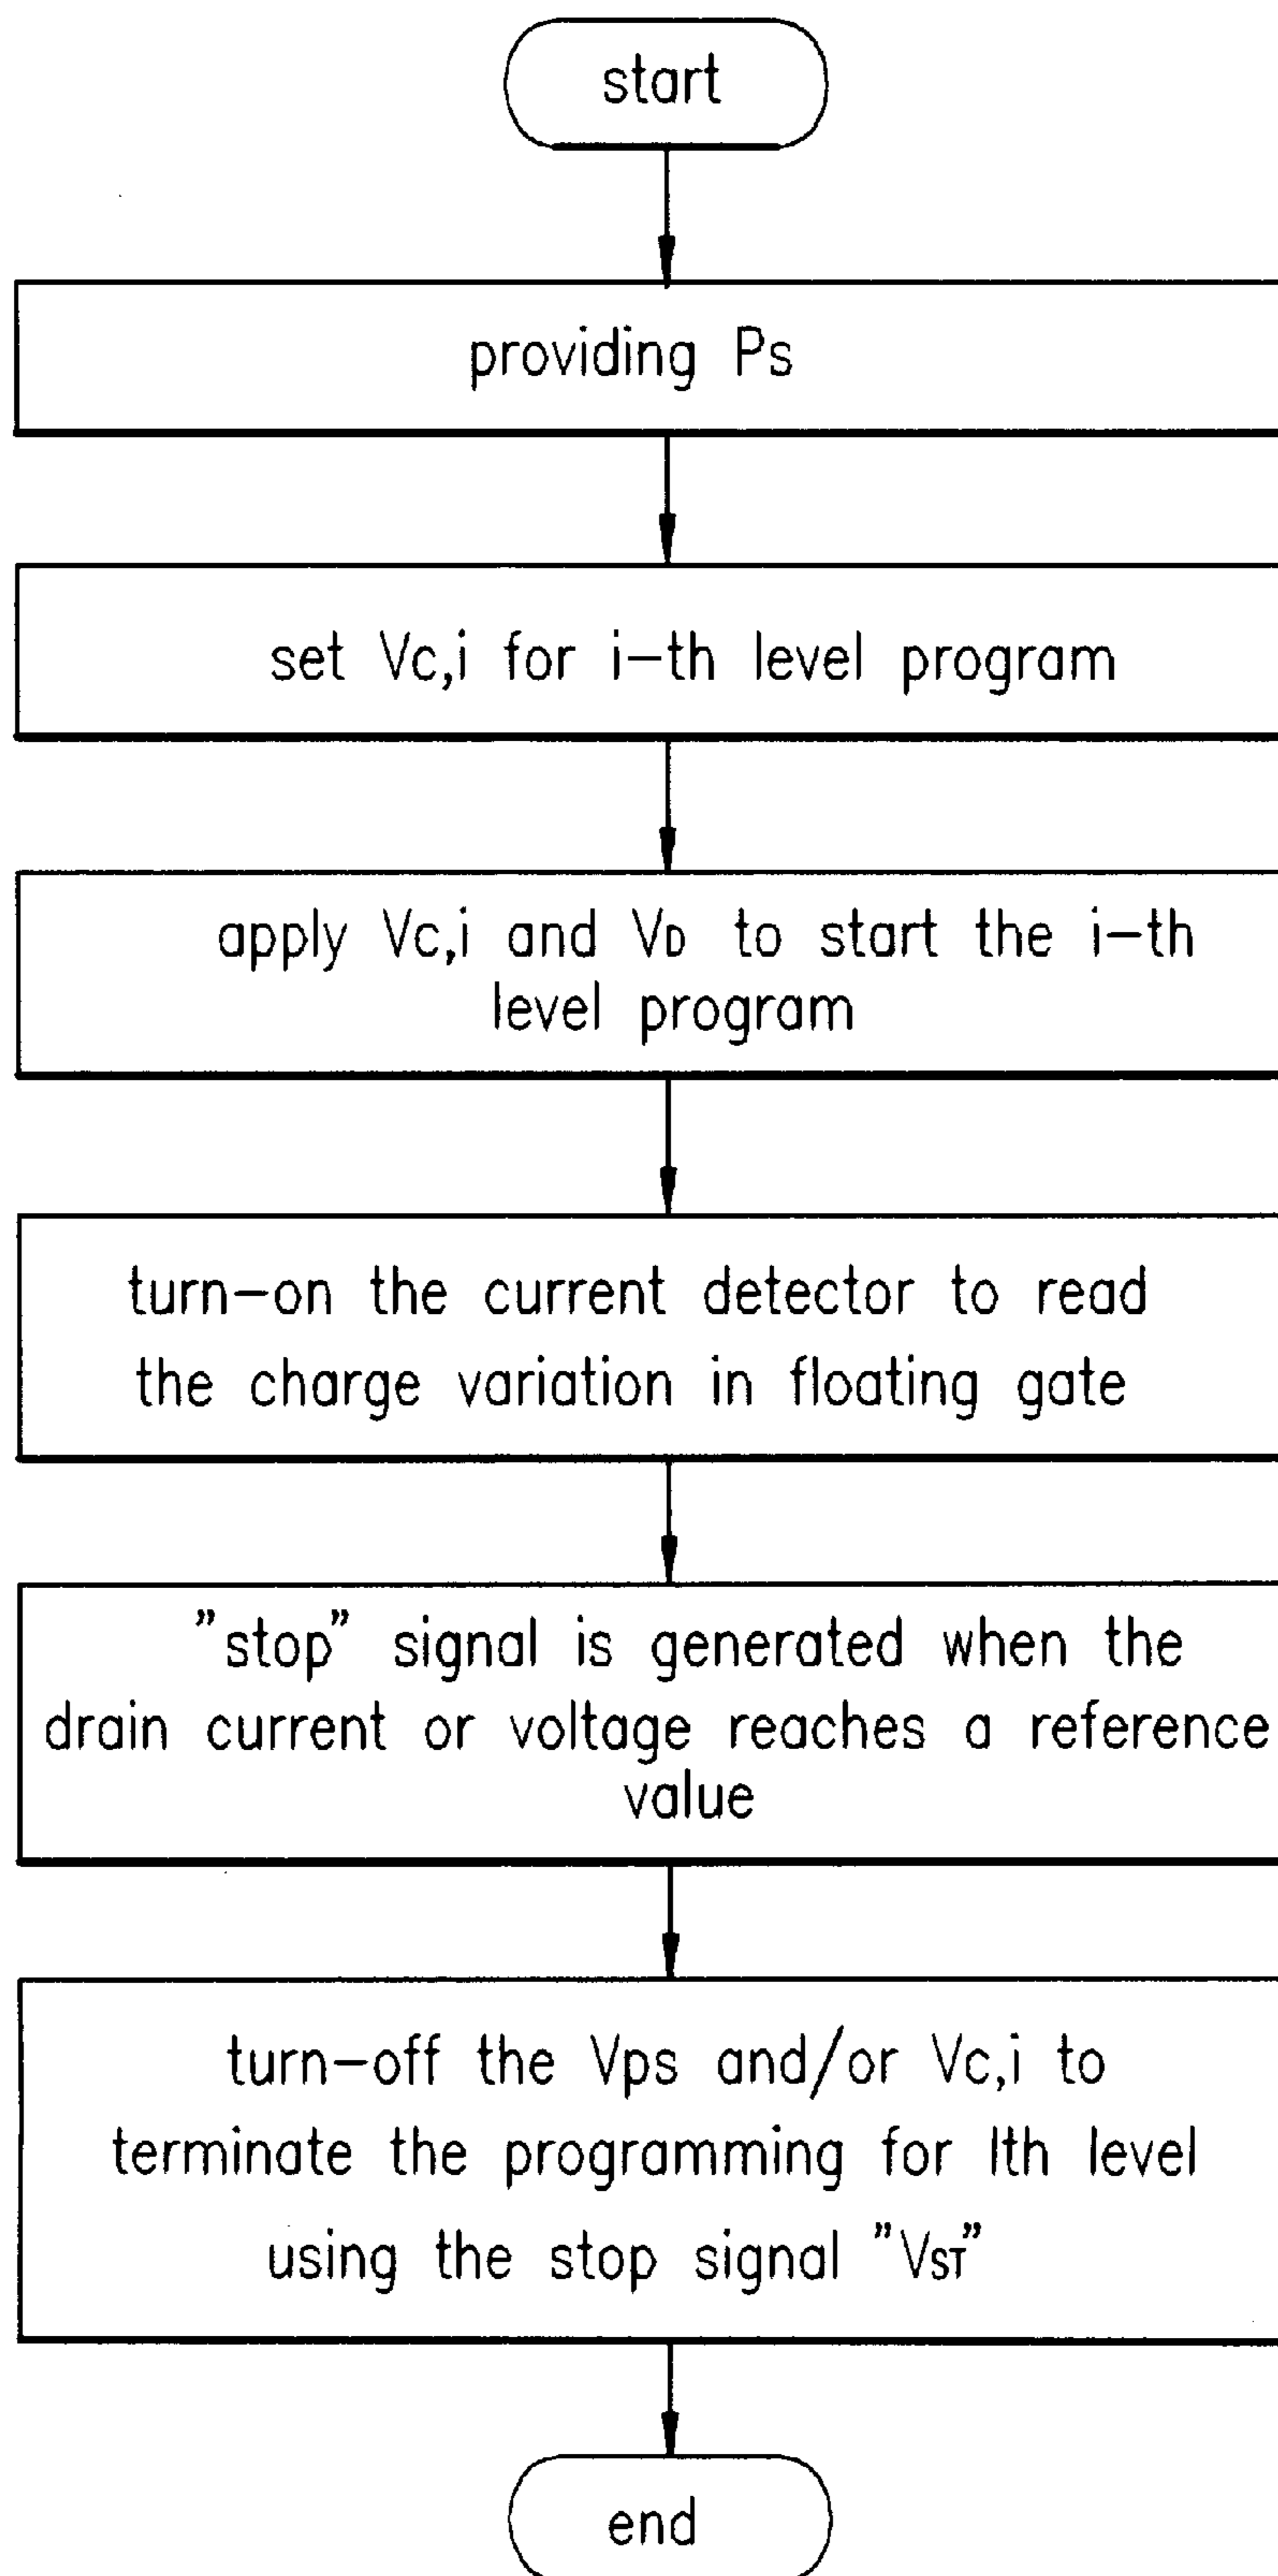 start
providing Ps
set Vc,i for i-th level program
apply Vc,i and VD to start the i-th
level program
turn-on the current detector to read
the charge variation in floating gate
"stop" signal is generated when the
drain current or voltage reaches a reference
value
turn-off the Vps and/or Vc,i to
terminate the programming for Ith level
using the stop signal "VST"
end